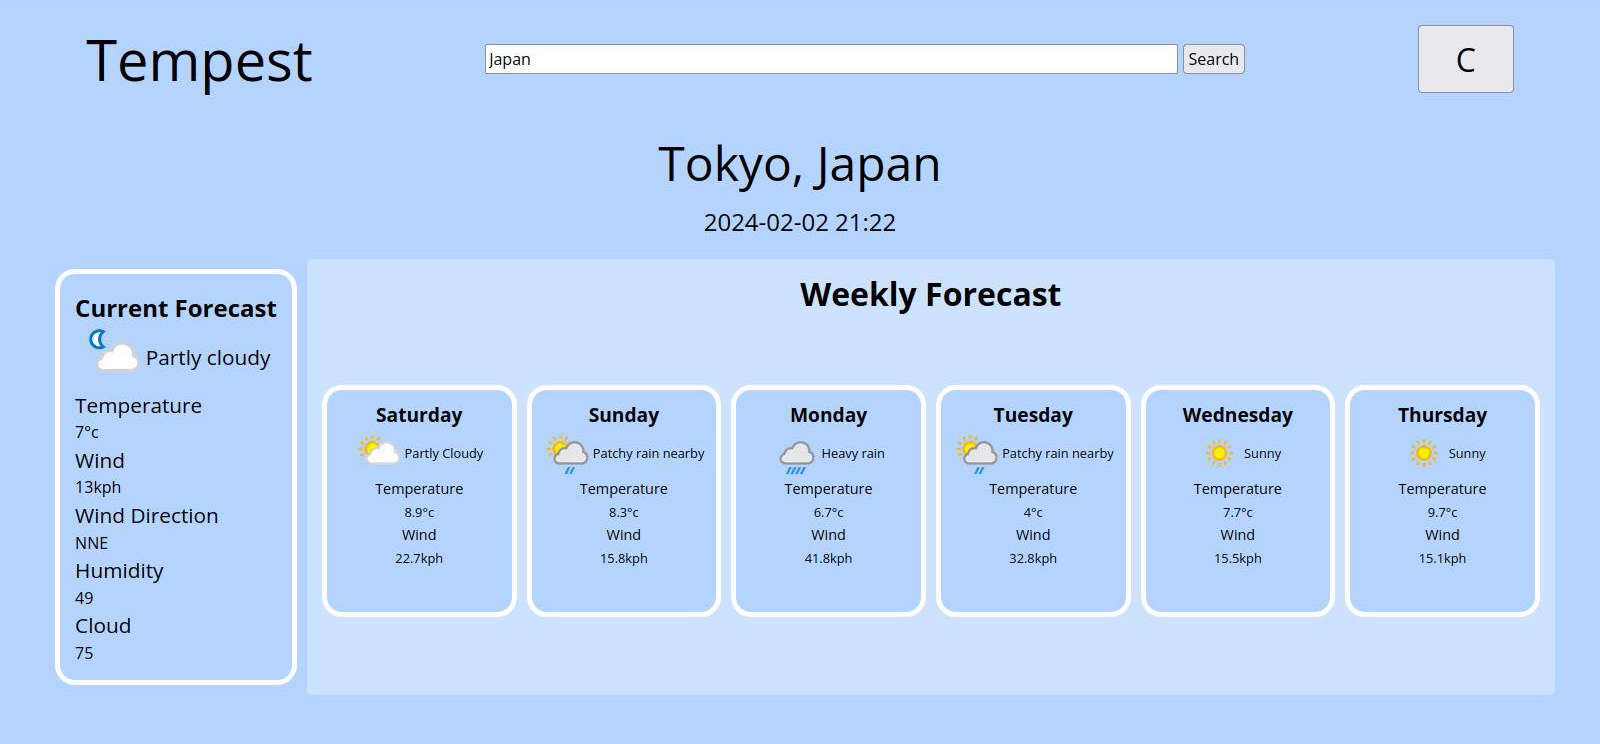 Tempest
Japan
Search
C
Tokyo, Japan
2024-02-02 21:22
Current Forecast
Partly cloudy
Temperature
7°c
Wind
13kph
Wind Direction
NNE
Humidity
49
Cloud
75
Weekly Forecast
Saturday
Partly Cloudy
Temperature
8.9°c
Wind
22.7kph
Sunday
Patchy rain nearby
Temperature
8.3°c
Wind
15.8kph
Monday
Heavy rain
Temperature
6.7°c
Wind
41.8kph
Tuesday
Patchy rain nearby
Temperature
4°c
Wind
32.8kph
Wednesday
Sunny
Temperature
7.7°c
Wind
15.5kph
Thursday
Sunny
Temperature
9.7°c
Wind
15.1kph